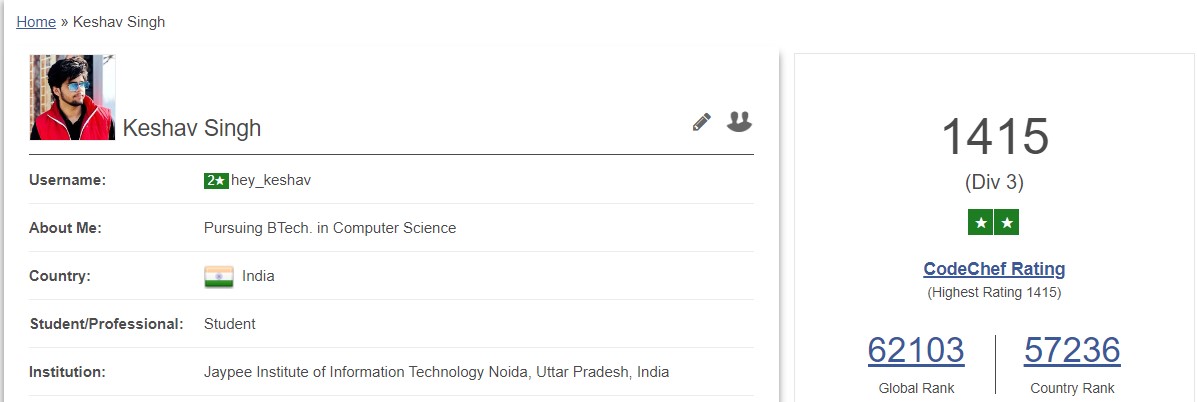 Home » Keshav Singh
Keshav Singh
Username: 2★ hey_keshav
About Me: Pursuing BTech. in Computer Science
Country: India
Student/Professional: Student
Institution: Jaypee Institute of Information Technology Noida, Uttar Pradesh, India
1415
(Div 3)
★★
CodeChef Rating
(Highest Rating 1415)
62103 57236
Global Rank Country Rank